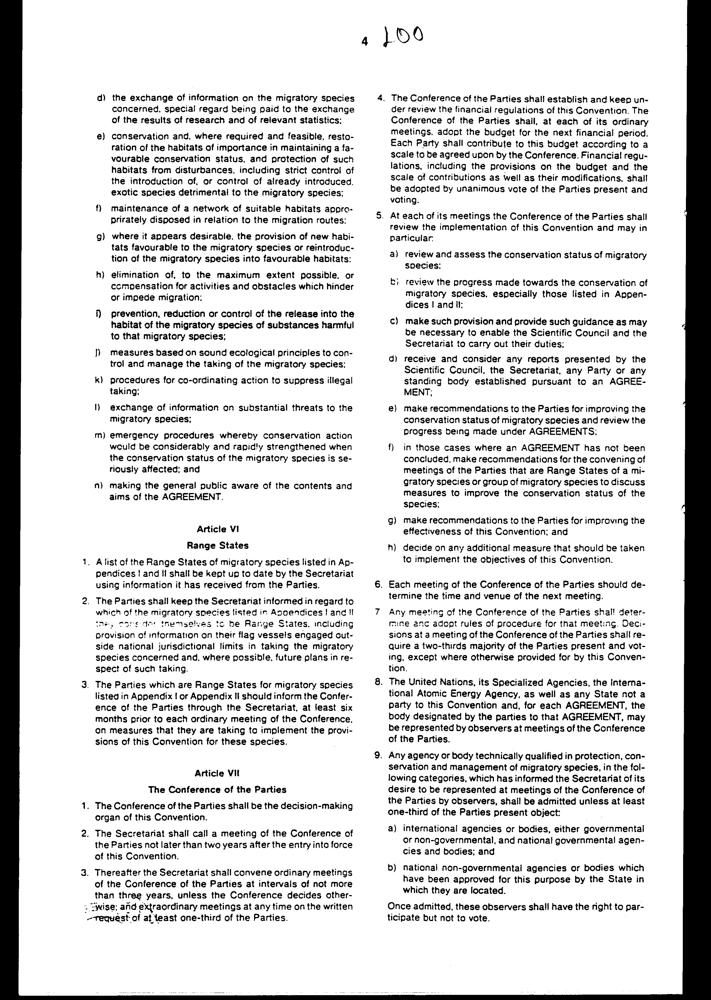 4 100
d) the exchange of information on the migratory species
concerned, special regard being paid to the exchange
of the results of research and of relevant statistics;
e) conservation and, where required and feasible, resto-
ration of the habitats of importance in maintaining a fa-
vourable conservation status, and protection of such
habitats from disturbances, including strict control of
the introduction of, or control of already introduced,
exotic species detrimental to the migratory species;
f) maintenance of a network of suitable habitats appro-
prirately disposed in relation to the migration routes;
g) where it appears desirable, the provision of new habi-
tats favourable to the migratory species or reintroduc-
tion of the migratory species into favourable habitats;
h) elimination of, to the maximum extent possible, or
compensation for activities and obstacles which hinder
or impede migration;
i) prevention, reduction or control of the release into the
habitat of the migratory species of substances harmful
to that migratory species;
j) measures based on sound ecological principles to con-
trol and manage the taking of the migratory species;
k) procedures for co-ordinating action to suppress illegal
taking;
l) exchange of information on substantial threats to the
migratory species;
m) emergency procedures whereby conservation action
would be considerably and rapidly strengthened when
the conservation status of the migratory species is se-
riously affected; and
n) making the general public aware of the contents and
aims of the AGREEMENT.
Article VI
Range States
1. A list of the Range States of migratory species listed in Ap-
pendices I and II shall be kept up to date by the Secretariat
using information it has received from the Parties.
2. The Parties shall keep the Secretariat informed in regard to
which of the migratory species listed in Appendices I and II
they consider themselves to be Range States, including
provision of information on their flag vessels engaged out-
side national jurisdictional limits in taking the migratory
species concerned and, where possible, future plans in re-
spect of such taking.
3. The Parties which are Range States for migratory species
listed in Appendix I or Appendix II should inform the Confer-
ence of the Parties through the Secretariat, at least six
months prior to each ordinary meeting of the Conference,
on measures that they are taking to implement the provi-
sions of this Convention for these species.
Article VII
The Conference of the Parties
1. The Conference of the Parties shall be the decision-making
organ of this Convention.
2. The Secretariat shall call a meeting of the Conference of
the Parties not later than two years after the entry into force
of this Convention.
3. Thereafter the Secretariat shall convene ordinary meetings
of the Conference of the Parties at intervals of not more
than three years, unless the Conference decides other-
wise; and extraordinary meetings at any time on the written
request of at least one-third of the Parties.
4. The Conference of the Parties shall establish and keep un-
der review the financial regulations of this Convention. The
Conference of the Parties shall, at each of its ordinary
meetings, adopt the budget for the next financial period.
Each Party shall contribute to this budget according to a
scale to be agreed upon by the Conference. Financial regu-
lations, including the provisions on the budget and the
scale of contributions as well as their modifications, shall
be adopted by unanimous vote of the Parties present and
voting.
5. At each of its meetings the Conference of the Parties shall
review the implementation of this Convention and may in
particular:
a) review and assess the conservation status of migratory
species;
b) review the progress made towards the conservation of
migratory species, especially those listed in Appen-
dices I and II;
c) make such provision and provide such guidance as may
be necessary to enable the Scientific Council and the
Secretariat to carry out their duties;
d) receive and consider any reports presented by the
Scientific Council, the Secretariat, any Party or any
standing body established pursuant to an AGREE-
MENT;
e) make recommendations to the Parties for improving the
conservation status of migratory species and review the
progress being made under AGREEMENTS;
f) in those cases where an AGREEMENT has not been
concluded, make recommendations for the convening of
meetings of the Parties that are Range States of a mi-
gratory species or group of migratory species to discuss
measures to improve the conservation status of the
species;
g) make recommendations to the Parties for improving the
effectiveness of this Convention; and
h) decide on any additional measure that should be taken
to implement the objectives of this Convention.
6. Each meeting of the Conference of the Parties should de-
termine the time and venue of the next meeting.
7 Any meeting of the Conference of the Parties shall deter-
mine and adopt rules of procedure for that meeting. Deci-
sions at a meeting of the Conference of the Parties shall re-
quire a two-thirds majority of the Parties present and vot-
ing, except where otherwise provided for by this Conven-
tion.
8. The United Nations, its Specialized Agencies, the Interna-
tional Atomic Energy Agency, as well as any State not a
party to this Convention and, for each AGREEMENT, the
body designated by the parties to that AGREEMENT, may
be represented by observers at meetings of the Conference
of the Parties.
9. Any agency or body technically qualified in protection, con-
servation and management of migratory species, in the fol-
lowing categories, which has informed the Secretariat of its
desire to be represented at meetings of the Conference of
the Parties by observers, shall be admitted unless at least
one-third of the Parties present object:
a) international agencies or bodies, either governmental
or non-governmental, and national governmental agen-
cies and bodies; and
b) national non-governmental agencies or bodies which
have been approved for this purpose by the State in
which they are located.
Once admitted, these observers shall have the right to par-
ticipate but not to vote.